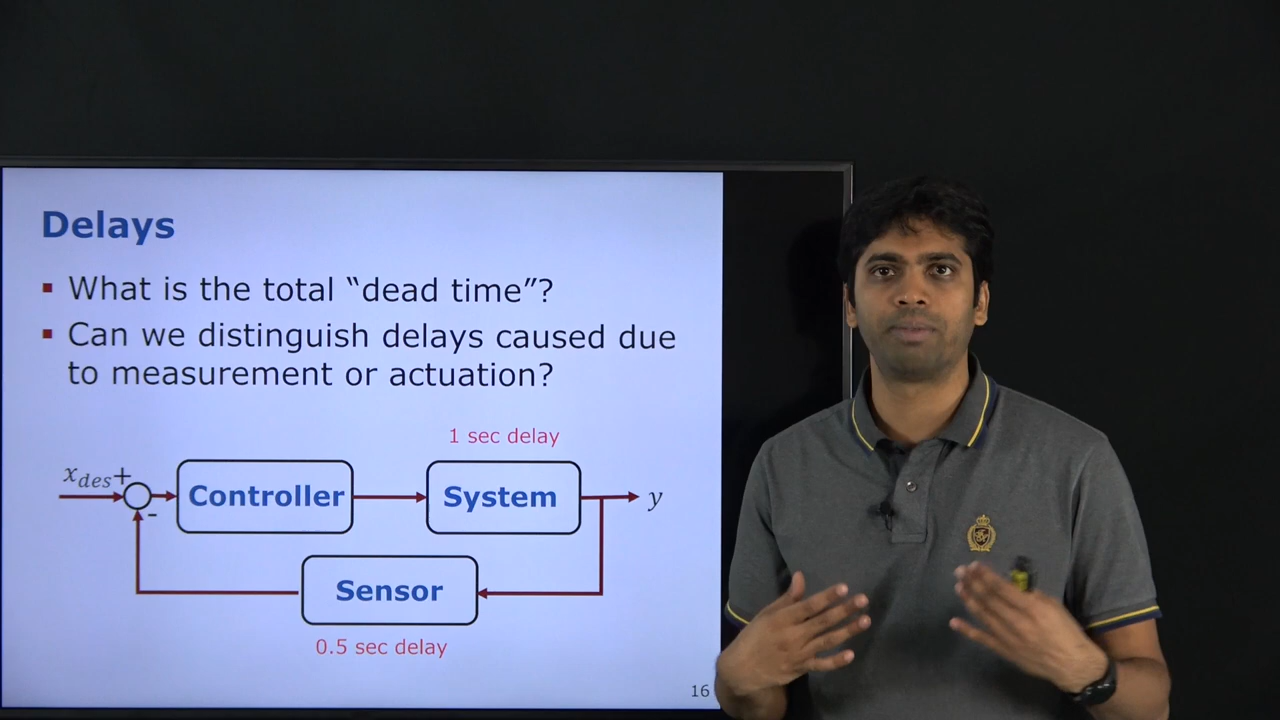 Delays
▪ What is the total “dead time”?
▪ Can we distinguish delays caused due
to measurement or actuation?
1 sec delay
x_des +
-
Controller
System
y
Sensor
0.5 sec delay
16